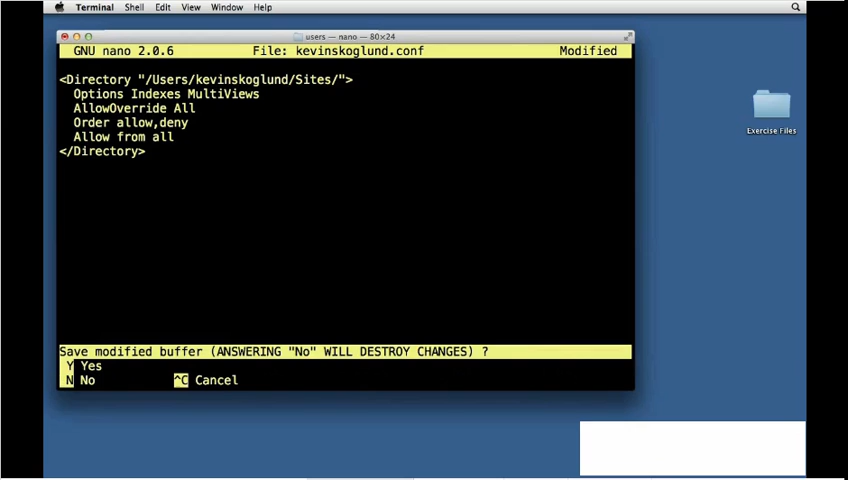 Terminal Shell Edit View Window Help
users — nano — 80×24
GNU nano 2.0.6 File: kevinskoglund.conf Modified
<Directory "/Users/kevinskoglund/Sites/">
Options Indexes MultiViews
AllowOverride All
Order allow,deny
Allow from all
</Directory>
Exercise Files
Save modified buffer (ANSWERING "No" WILL DESTROY CHANGES) ?
Y Yes
N No ^C Cancel